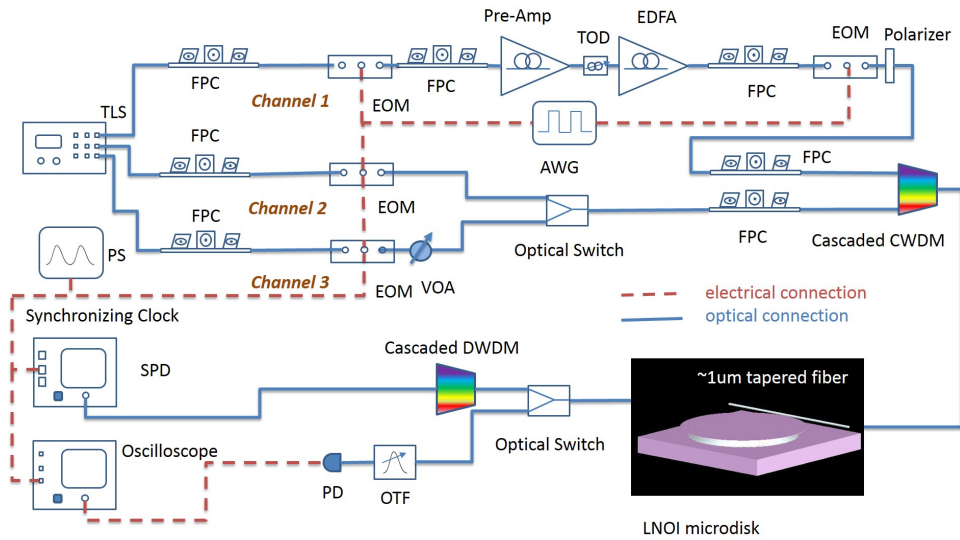 Pre-Amp
EDFA
TOD
EOM
Polarizer
FPC
FPC
FPC
Channel 1
EOM
TLS
AWG
FPC
FPC
Channel 2
EOM
FPC
Optical Switch
FPC
Cascaded CWDM
PS
Channel 3
EOM
VOA
electrical connection
optical connection
Synchronizing Clock
SPD
Cascaded DWDM
~1um tapered fiber
Oscilloscope
Optical Switch
PD
OTF
LNOI microdisk